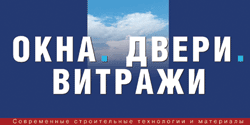 ОКНА. ДВЕРИ.
ВИТРАЖИ
Современные строительные технологии и материалы